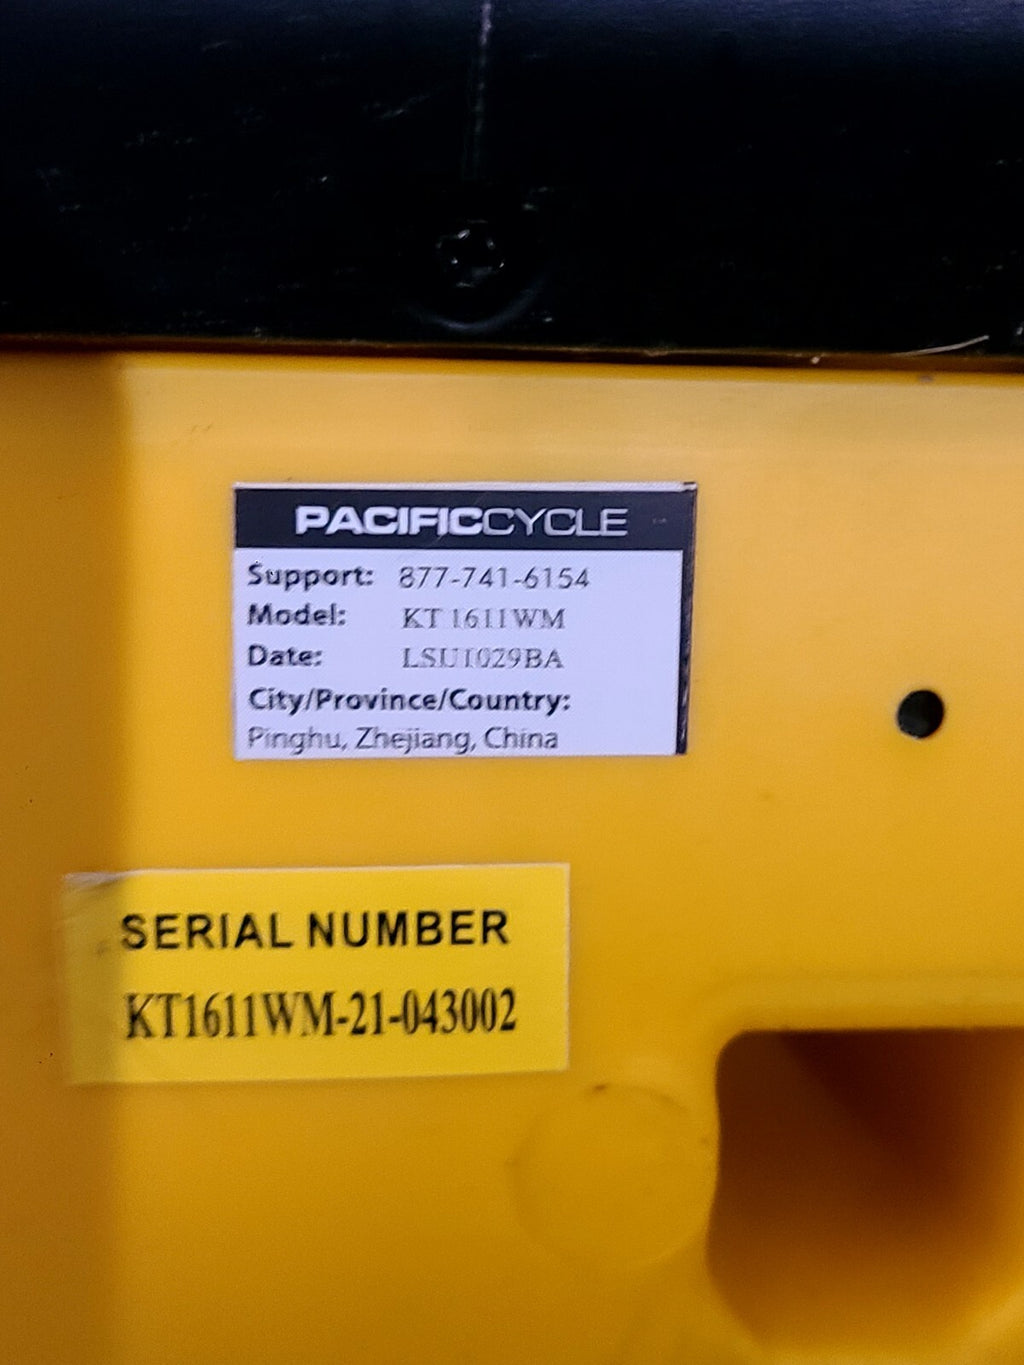 PACIFICCYCLE
Support: 877-741-6154
Model: KT 1611WM
Date: LSU1029BA
City/Province/Country:
Pinghu, Zhejiang, China
SERIAL NUMBER
KT1611WM-21-043002